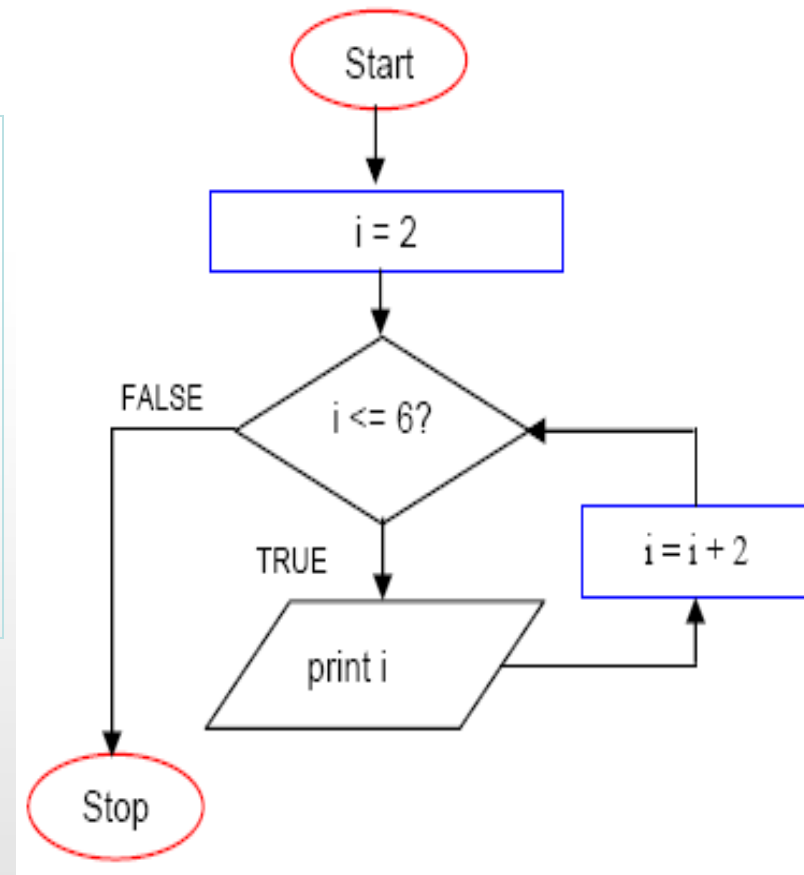 Start
i = 2
FALSE
i <= 6?
TRUE
i = i + 2
print i
Stop